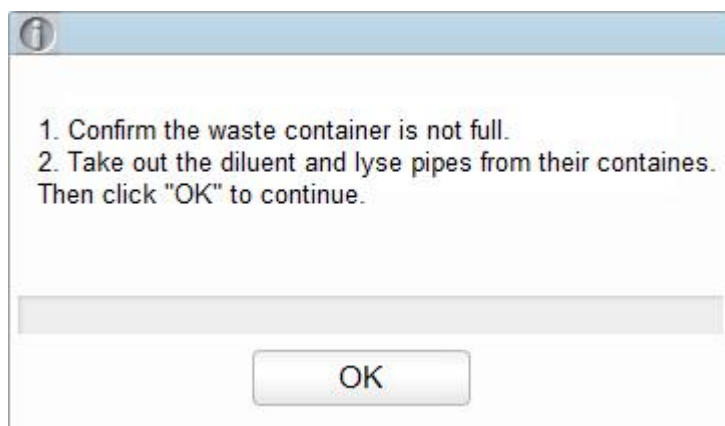 1. Confirm the waste container is not full.
2. Take out the diluent and lyse pipes from their containes.
Then click "OK" to continue.
OK